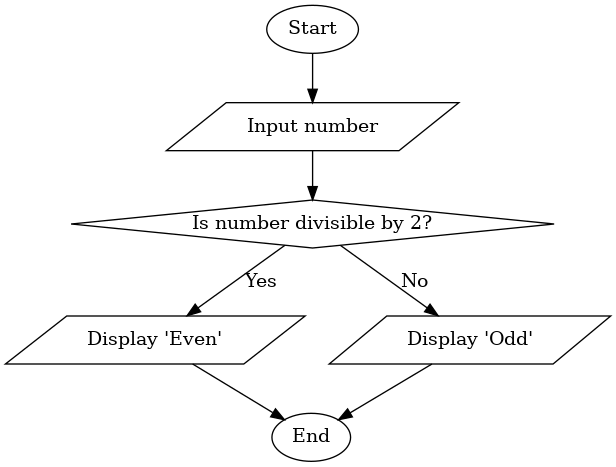 Start
Input number
Is number divisible by 2?
Yes
No
Display 'Even'
Display 'Odd'
End